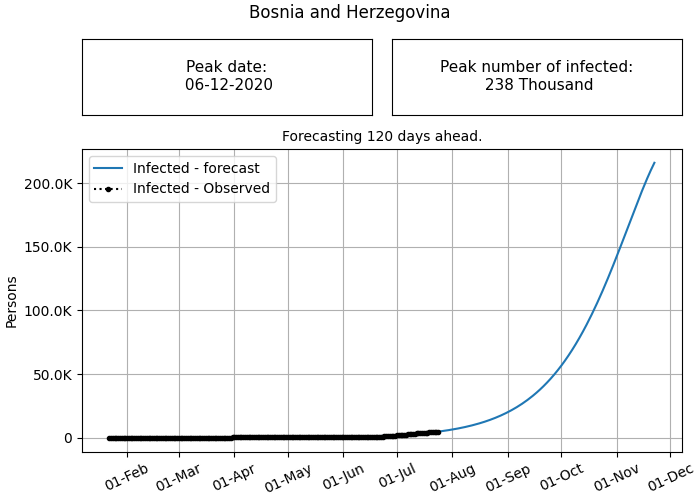 Bosnia and Herzegovina
Peak date:
06-12-2020
Peak number of infected:
238 Thousand
Forecasting 120 days ahead.
Infected - forecast
Infected - Observed
Persons
200.0K
150.0K
100.0K
50.0K
0
01-Feb
01-Mar
01-Apr
01-May
01-Jun
01-Jul
01-Aug
01-Sep
01-Oct
01-Nov
01-Dec